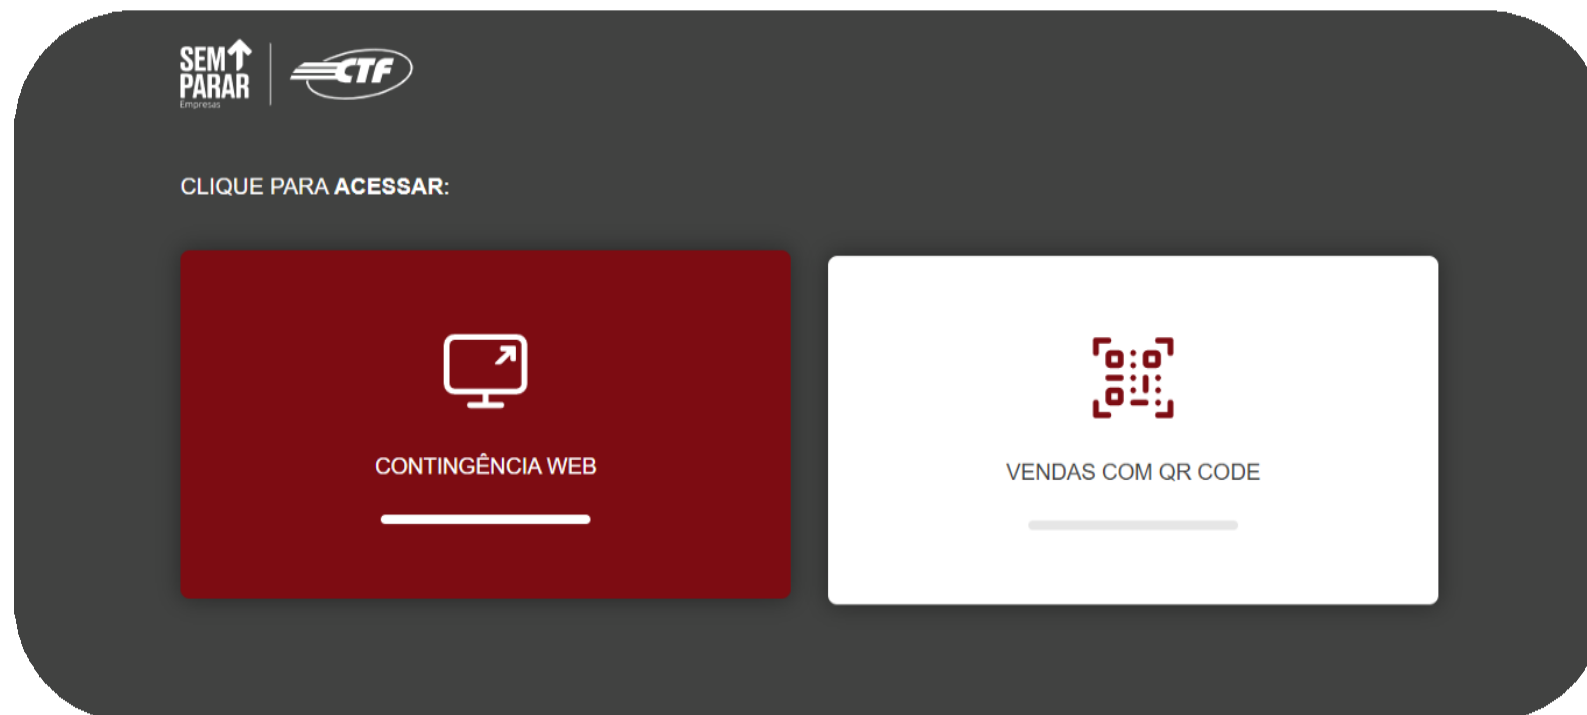 SEM
PARAR
Empresas
CTF
CLIQUE PARA ACESSAR:
CONTINGÊNCIA WEB
VENDAS COM QR CODE